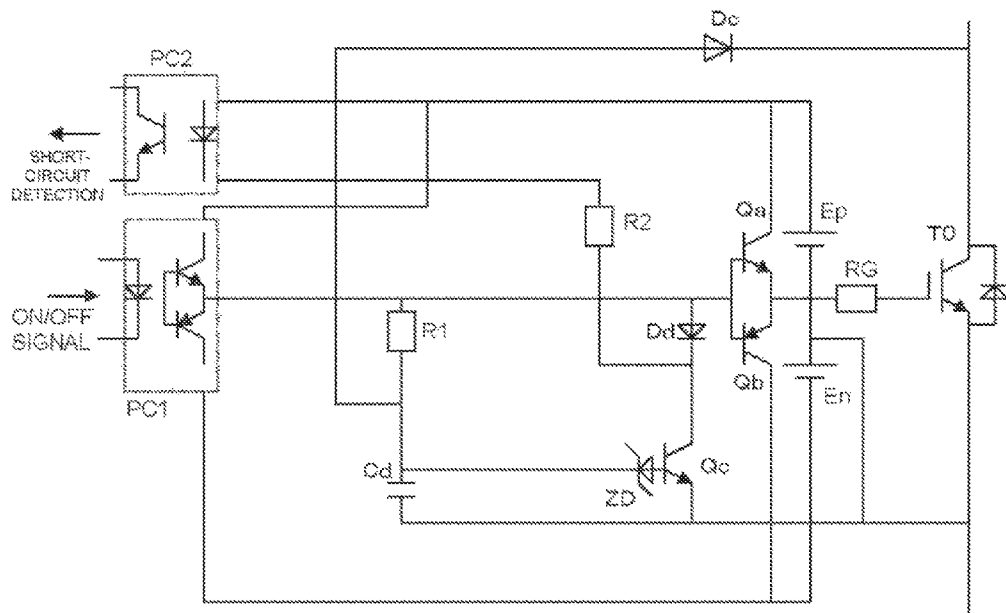 Dc
PC2
SHORT-
CIRCUIT
DETECTION
R2
Qa
Ep
T0
RG
ON/OFF
SIGNAL
R1
Dd
Qb
En
PC1
Cd
ZD
Qc